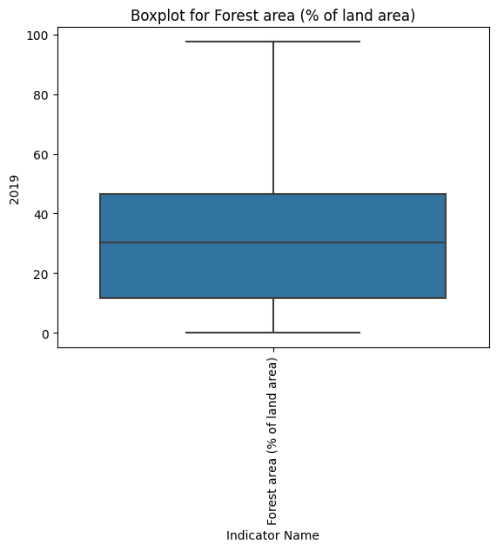 Boxplot for Forest area (% of land area)
100
80
60
40
20
0
2019
Forest area (% of land area)
Indicator Name